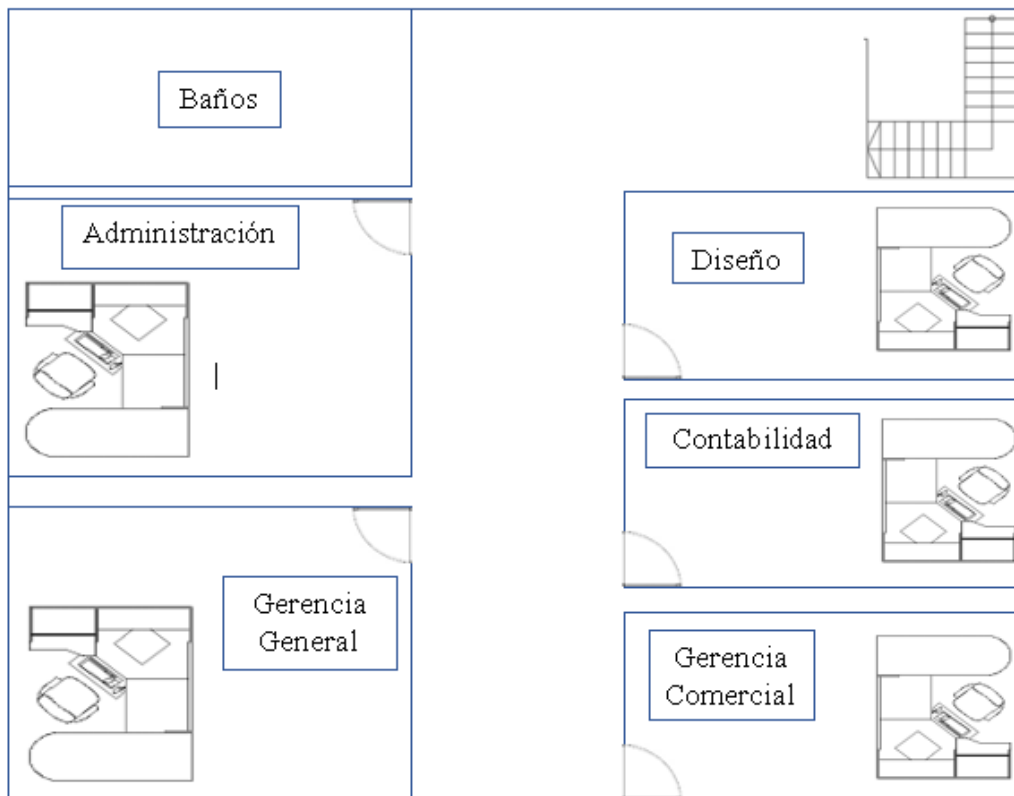 Baños
Administración
Diseño
Contabilidad
Gerencia
General
Gerencia
Comercial